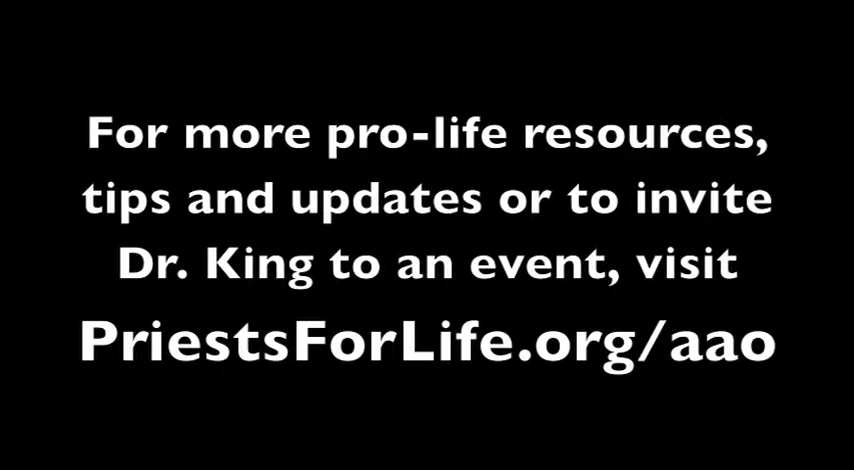 For more pro-life resources,
tips and updates or to invite
Dr. King to an event, visit
PriestsForLife.org/aao